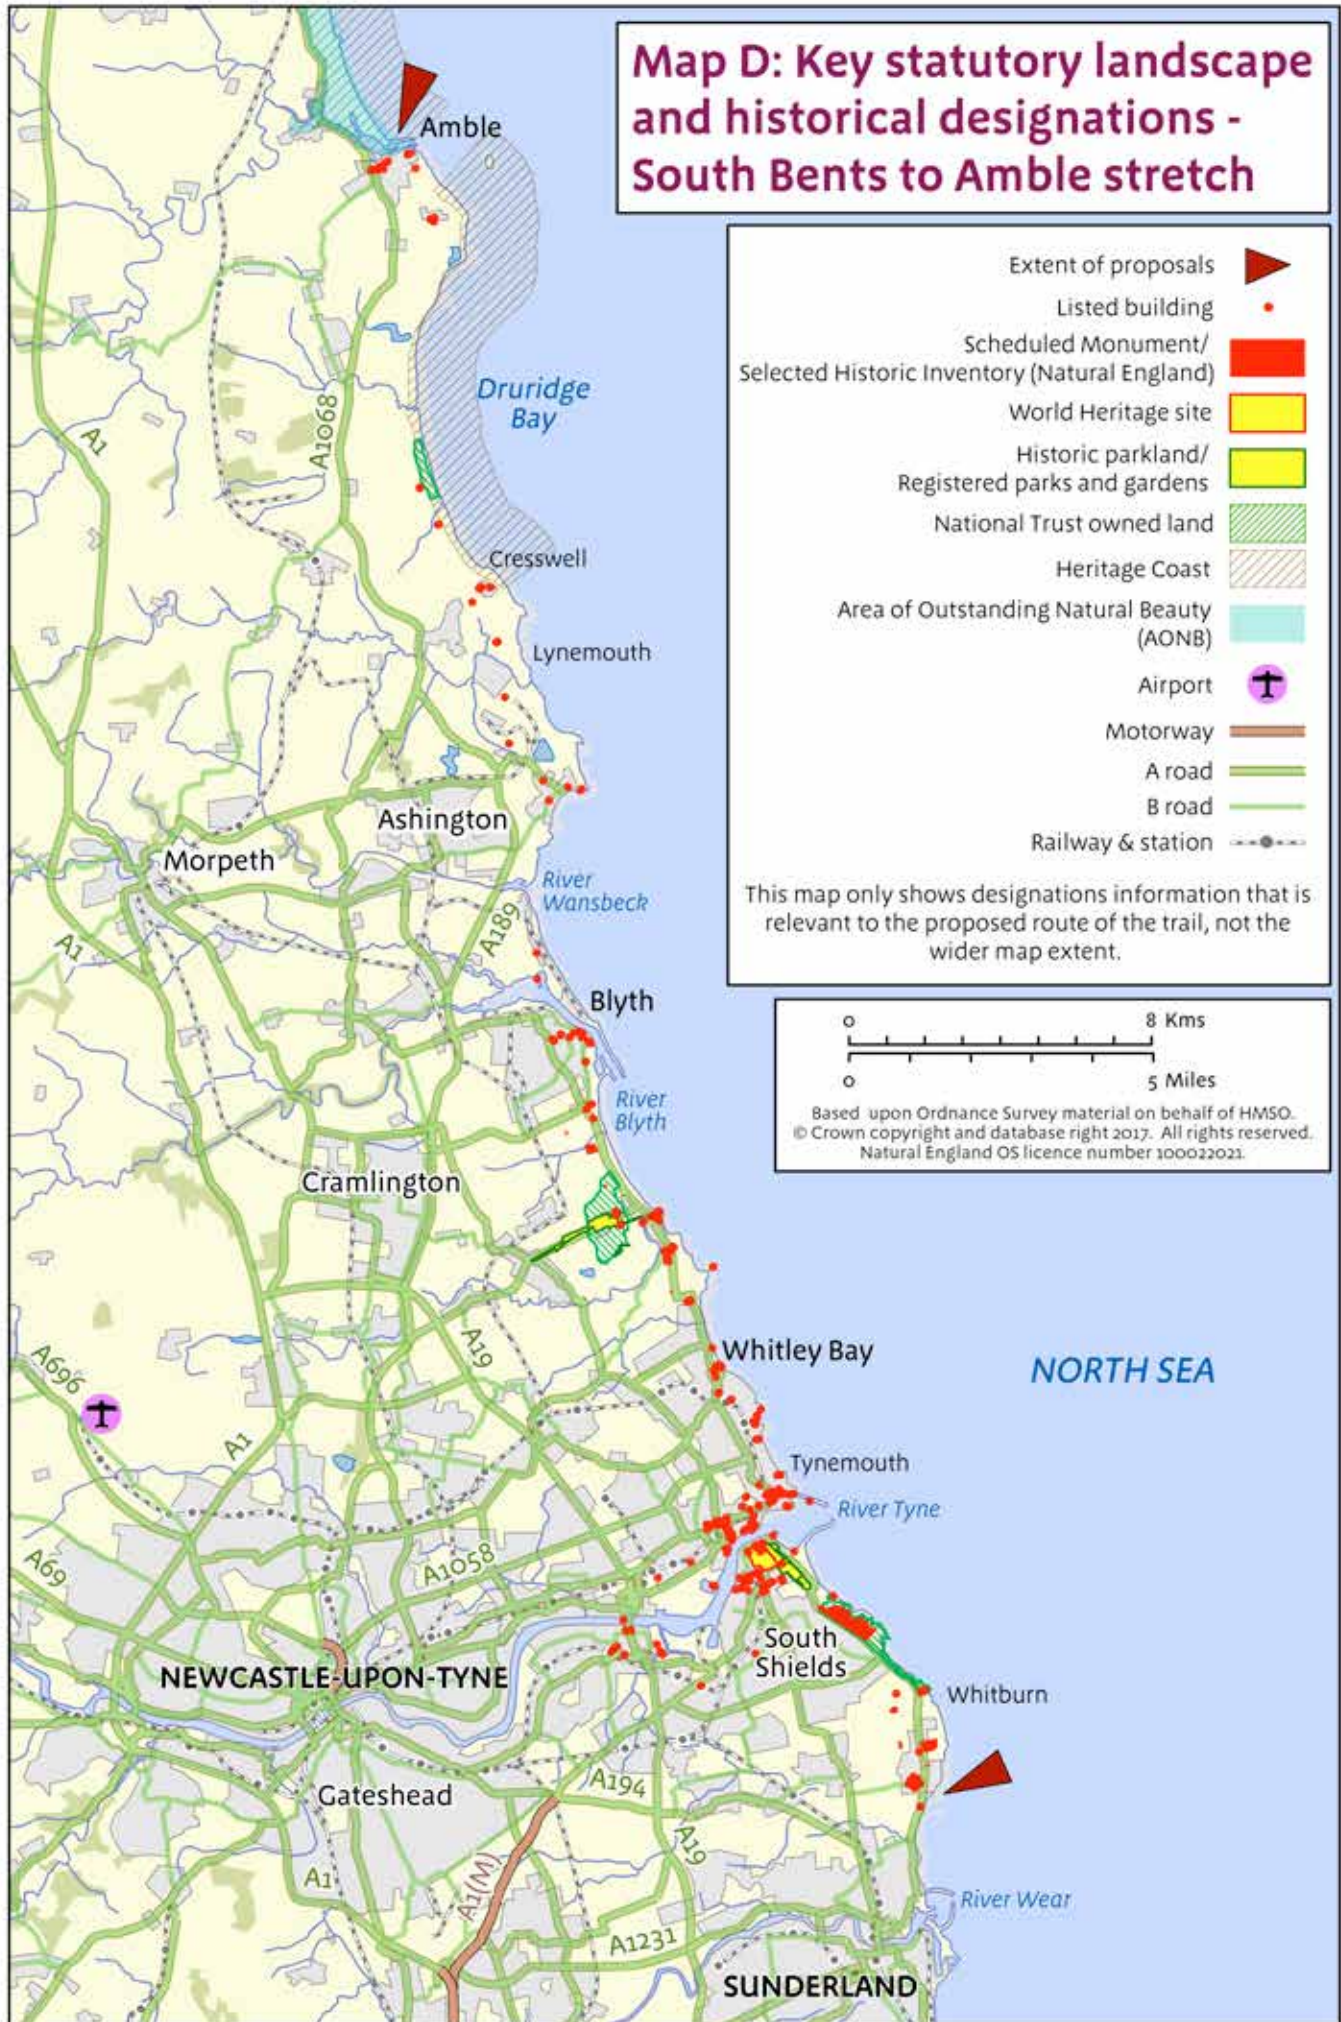 Map D: Key statutory landscape
and historical designations -
South Bents to Amble stretch
Extent of proposals
Listed building
Scheduled Monument/
Selected Historic Inventory (Natural England)
World Heritage site
Historic parkland/
Registered parks and gardens
National Trust owned land
Heritage Coast
Area of Outstanding Natural Beauty
(AONB)
Airport
Motorway
A road
B road
Railway & station
This map only shows designations information that is
relevant to the proposed route of the trail, not the
wider map extent.
0 8 Kms
0 5 Miles
Based upon Ordnance Survey material on behalf of HMSO.
© Crown copyright and database right 2017. All rights reserved.
Natural England OS licence number 100022021.
Amble
Druridge
Bay
A1
A1068
Cresswell
Lynemouth
Ashington
Morpeth
River
Wansbeck
A189
A1
Blyth
River
Blyth
Cramlington
A19
Whitley Bay
NORTH SEA
A696
A1
Tynemouth
River Tyne
A1058
A69
South
Shields
NEWCASTLE-UPON-TYNE
Whitburn
Gateshead
A194
A19
A1
A1(M)
River Wear
A1231
SUNDERLAND